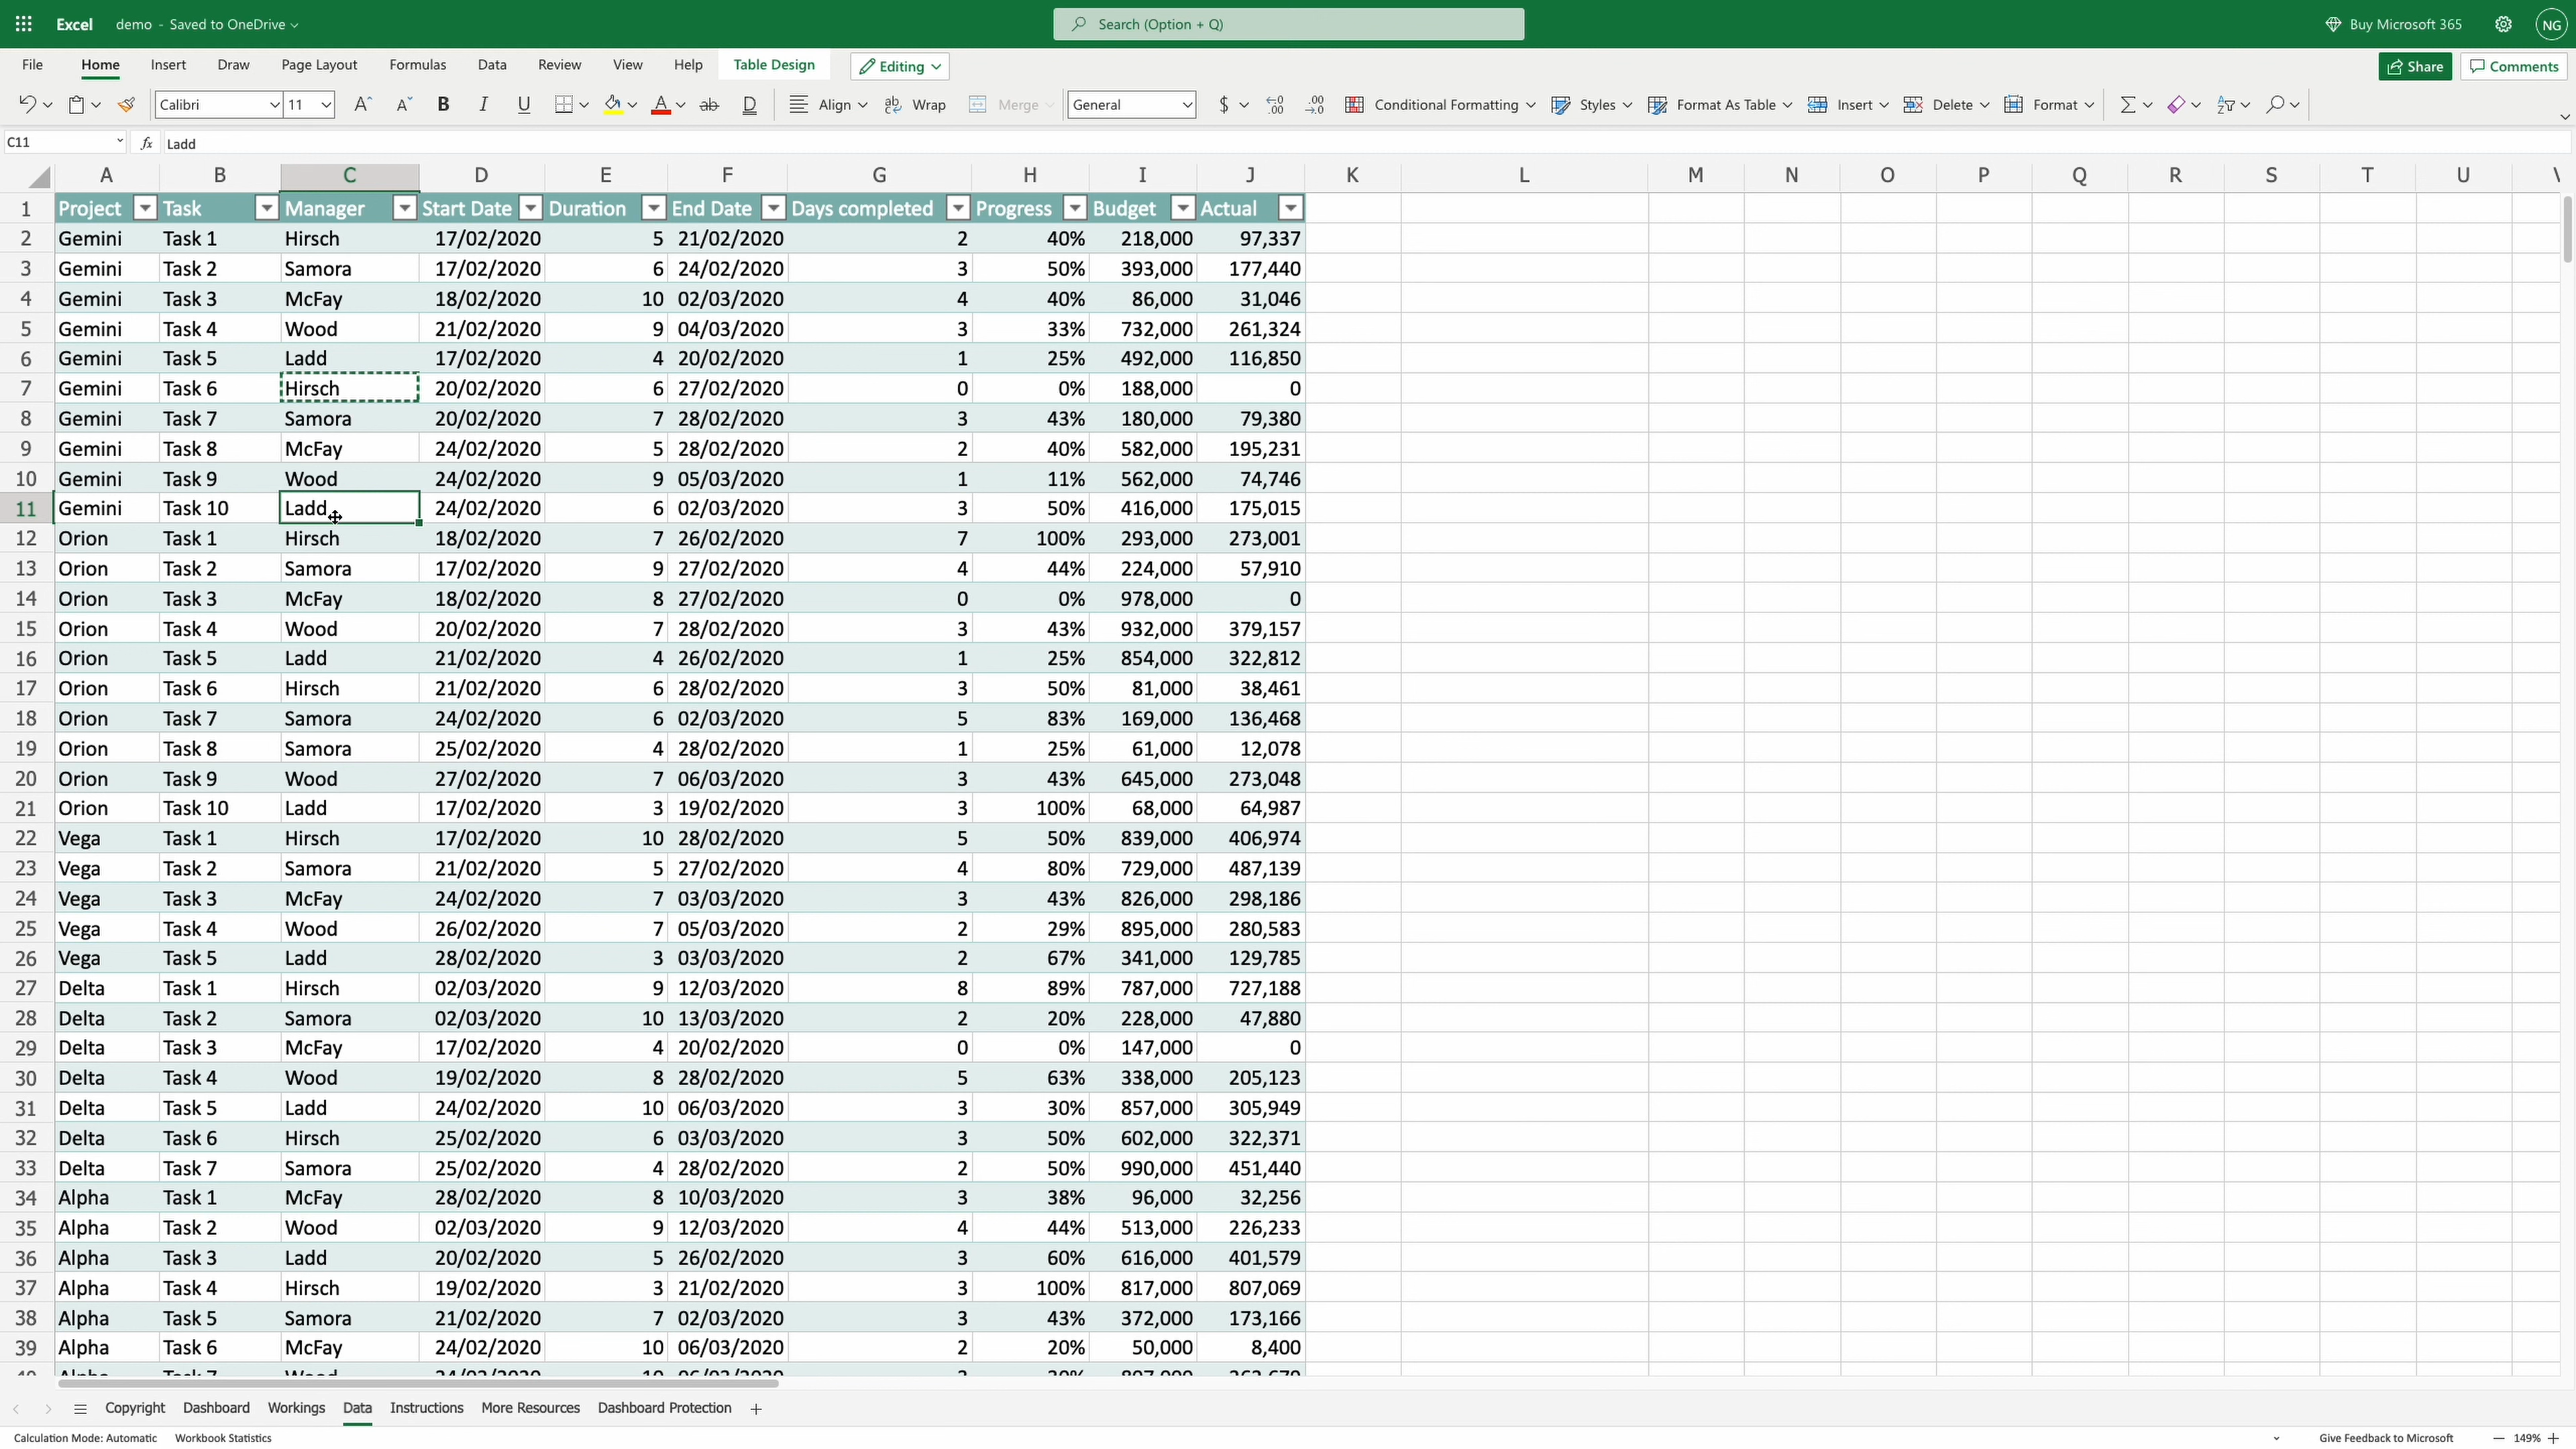 Excel demo - Saved to OneDrive Search (Option + Q) Buy Microsoft 365 NG
File Home Insert Draw Page Layout Formulas Data Review View Help Table Design Editing Share Comments
Calibri 11 A A B I U A ab D Align Wrap Merge General $ Conditional Formatting Styles Format As Table Insert Delete Format
C11 fx Ladd
A B C D E F G H I J K L M N O P Q R S T U
1 Project Task Manager Start Date Duration End Date Days completed Progress Budget Actual
2 Gemini Task 1 Hirsch 17/02/2020 5 21/02/2020 2 40% 218,000 97,337
3 Gemini Task 2 Samora 17/02/2020 6 24/02/2020 3 50% 393,000 177,440
4 Gemini Task 3 McFay 18/02/2020 10 02/03/2020 4 40% 86,000 31,046
5 Gemini Task 4 Wood 21/02/2020 9 04/03/2020 3 33% 732,000 261,324
6 Gemini Task 5 Ladd 17/02/2020 4 20/02/2020 1 25% 492,000 116,850
7 Gemini Task 6 Hirsch 20/02/2020 6 27/02/2020 0 0% 188,000 0
8 Gemini Task 7 Samora 20/02/2020 7 28/02/2020 3 43% 180,000 79,380
9 Gemini Task 8 McFay 24/02/2020 5 28/02/2020 2 40% 582,000 195,231
10 Gemini Task 9 Wood 24/02/2020 9 05/03/2020 1 11% 562,000 74,746
11 Gemini Task 10 Ladd 24/02/2020 6 02/03/2020 3 50% 416,000 175,015
12 Orion Task 1 Hirsch 18/02/2020 7 26/02/2020 7 100% 293,000 273,001
13 Orion Task 2 Samora 17/02/2020 9 27/02/2020 4 44% 224,000 57,910
14 Orion Task 3 McFay 18/02/2020 8 27/02/2020 0 0% 978,000 0
15 Orion Task 4 Wood 20/02/2020 7 28/02/2020 3 43% 932,000 379,157
16 Orion Task 5 Ladd 21/02/2020 4 26/02/2020 1 25% 854,000 322,812
17 Orion Task 6 Hirsch 21/02/2020 6 28/02/2020 3 50% 81,000 38,461
18 Orion Task 7 Samora 24/02/2020 6 02/03/2020 5 83% 169,000 136,468
19 Orion Task 8 Samora 25/02/2020 4 28/02/2020 1 25% 61,000 12,078
20 Orion Task 9 Wood 27/02/2020 7 06/03/2020 3 43% 645,000 273,048
21 Orion Task 10 Ladd 17/02/2020 3 19/02/2020 3 100% 68,000 64,987
22 Vega Task 1 Hirsch 17/02/2020 10 28/02/2020 5 50% 839,000 406,974
23 Vega Task 2 Samora 21/02/2020 5 27/02/2020 4 80% 729,000 487,139
24 Vega Task 3 McFay 24/02/2020 7 03/03/2020 3 43% 826,000 298,186
25 Vega Task 4 Wood 26/02/2020 7 05/03/2020 2 29% 895,000 280,583
26 Vega Task 5 Ladd 28/02/2020 3 03/03/2020 2 67% 341,000 129,785
27 Delta Task 1 Hirsch 02/03/2020 9 12/03/2020 8 89% 787,000 727,188
28 Delta Task 2 Samora 02/03/2020 10 13/03/2020 2 20% 228,000 47,880
29 Delta Task 3 McFay 17/02/2020 4 20/02/2020 0 0% 147,000 0
30 Delta Task 4 Wood 19/02/2020 8 28/02/2020 5 63% 338,000 205,123
31 Delta Task 5 Ladd 24/02/2020 10 06/03/2020 3 30% 857,000 305,949
32 Delta Task 6 Hirsch 25/02/2020 6 03/03/2020 3 50% 602,000 322,371
33 Delta Task 7 Samora 25/02/2020 4 28/02/2020 2 50% 990,000 451,440
34 Alpha Task 1 McFay 28/02/2020 8 10/03/2020 3 38% 96,000 32,256
35 Alpha Task 2 Wood 02/03/2020 9 12/03/2020 4 44% 513,000 226,233
36 Alpha Task 3 Ladd 20/02/2020 5 26/02/2020 3 60% 616,000 401,579
37 Alpha Task 4 Hirsch 19/02/2020 3 21/02/2020 3 100% 817,000 807,069
38 Alpha Task 5 Samora 21/02/2020 7 02/03/2020 3 43% 372,000 173,166
39 Alpha Task 6 McFay 24/02/2020 10 06/03/2020 2 20% 50,000 8,400
Copyright Dashboard Workings Data Instructions More Resources Dashboard Protection
Calculation Mode: Automatic Workbook Statistics Give Feedback to Microsoft 149%